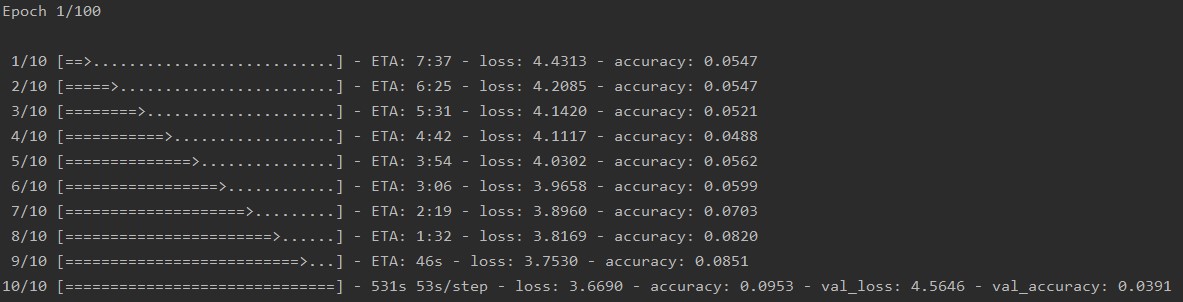 Epoch 1/100
1/10 [==>...........................] - ETA: 7:37 - loss: 4.4313 - accuracy: 0.0547
2/10 [=====>........................] - ETA: 6:25 - loss: 4.2085 - accuracy: 0.0547
3/10 [========>.....................] - ETA: 5:31 - loss: 4.1420 - accuracy: 0.0521
4/10 [===========>..................] - ETA: 4:42 - loss: 4.1117 - accuracy: 0.0488
5/10 [==============>...............] - ETA: 3:54 - loss: 4.0302 - accuracy: 0.0562
6/10 [=================>............] - ETA: 3:06 - loss: 3.9658 - accuracy: 0.0599
7/10 [====================>.........] - ETA: 2:19 - loss: 3.8960 - accuracy: 0.0703
8/10 [=======================>......] - ETA: 1:32 - loss: 3.8169 - accuracy: 0.0820
9/10 [==========================>...] - ETA: 46s - loss: 3.7530 - accuracy: 0.0851
10/10 [==============================] - 531s 53s/step - loss: 3.6690 - accuracy: 0.0953 - val_loss: 4.5646 - val_accuracy: 0.0391